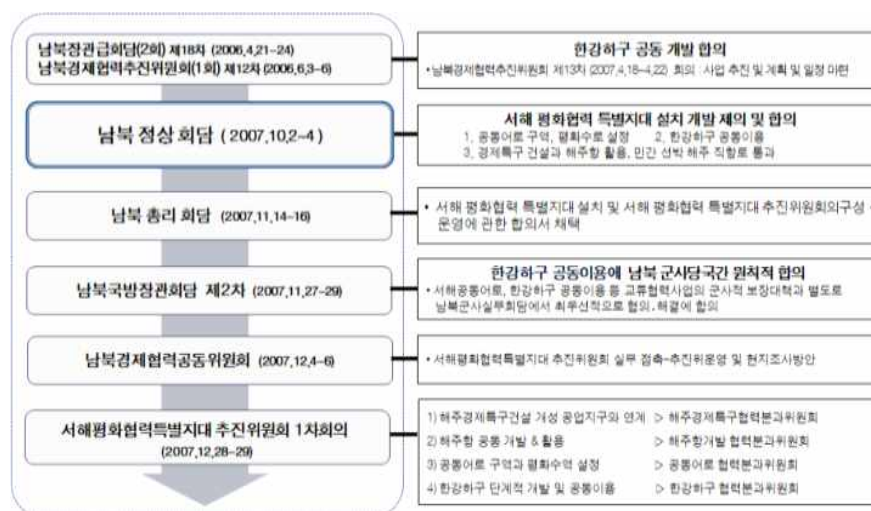 남북장관급회담(2회) 제18차 (2006,4,21-24)
남북경제협력추진위원회(1회) 제12차(2006,6,3-6)
한강하구 공동 개발 합의
•남북경제협력추진위원회 제13차 (2007,4,18-4,22) 회의 : 사업 추진 및 계획 및 일정 마련
남북 정상 회담 ( 2007,10,2-4 )
서해 평화협력 특별지대 설치 개발 제의 및 합의
1, 공동어로 구역, 평화수로 설정 2, 한강하구 공동이용
3, 경제특구 건설과 해주항 활용, 민간 선박 해주 직항로 통과
남북 총리 회담 (2007,11,14-16)
• 서해 평화협력 특별지대 설치 및 서해 평화협력 특별지대 추진위원회의구성 ·
운영에 관한 합의서 채택
남북국방장관회담 제2차 (2007,11,27-29)
한강하구 공동이용에 남북 군사당국간 원칙적 합의
•서해공동어로, 한강하구 공동이용 등 교류협력사업의 군사적 보장대책과 별도로
남북군사실무회담에서 최우선적으로 협의.해결에 합의
남북경제협력공동위원회 (2007,12,4-6)
•서해평화협력특별지대 추진위원회 실무 접촉-추진위운영 및 현지조사방안
서해평화협력특별지대 추진위원회 1차회의
(2007,12,28-29)
1) 해주경제특구건설 개성 공업지구와 연계 ▷ 해주경제특구협력분과위원회
2) 해주항 공동 개발 & 활용 ▷ 해주항개발 협력분과위원회
3) 공동어로 구역과 평화수역 설정 ▷ 공동어로 협력분과위원회
4) 한강하구 단계적 개발 및 공동이용 ▷ 한강하구 협력분과위원회